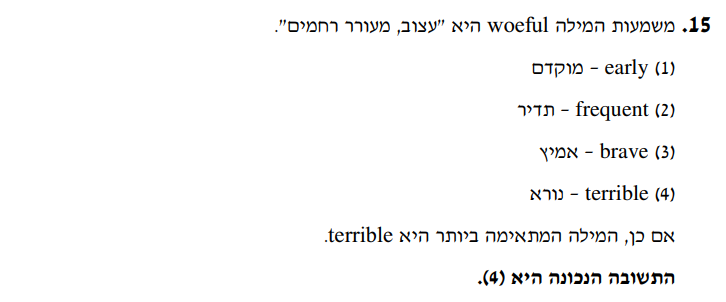 15. משמעות המילה woeful היא "עצוב, מעורר רחמים".
(1) early – מוקדם
(2) frequent – תדיר
(3) brave – אמיץ
(4) terrible – נורא
אם כן, המילה המתאימה ביותר היא terrible.
התשובה הנכונה היא (4).